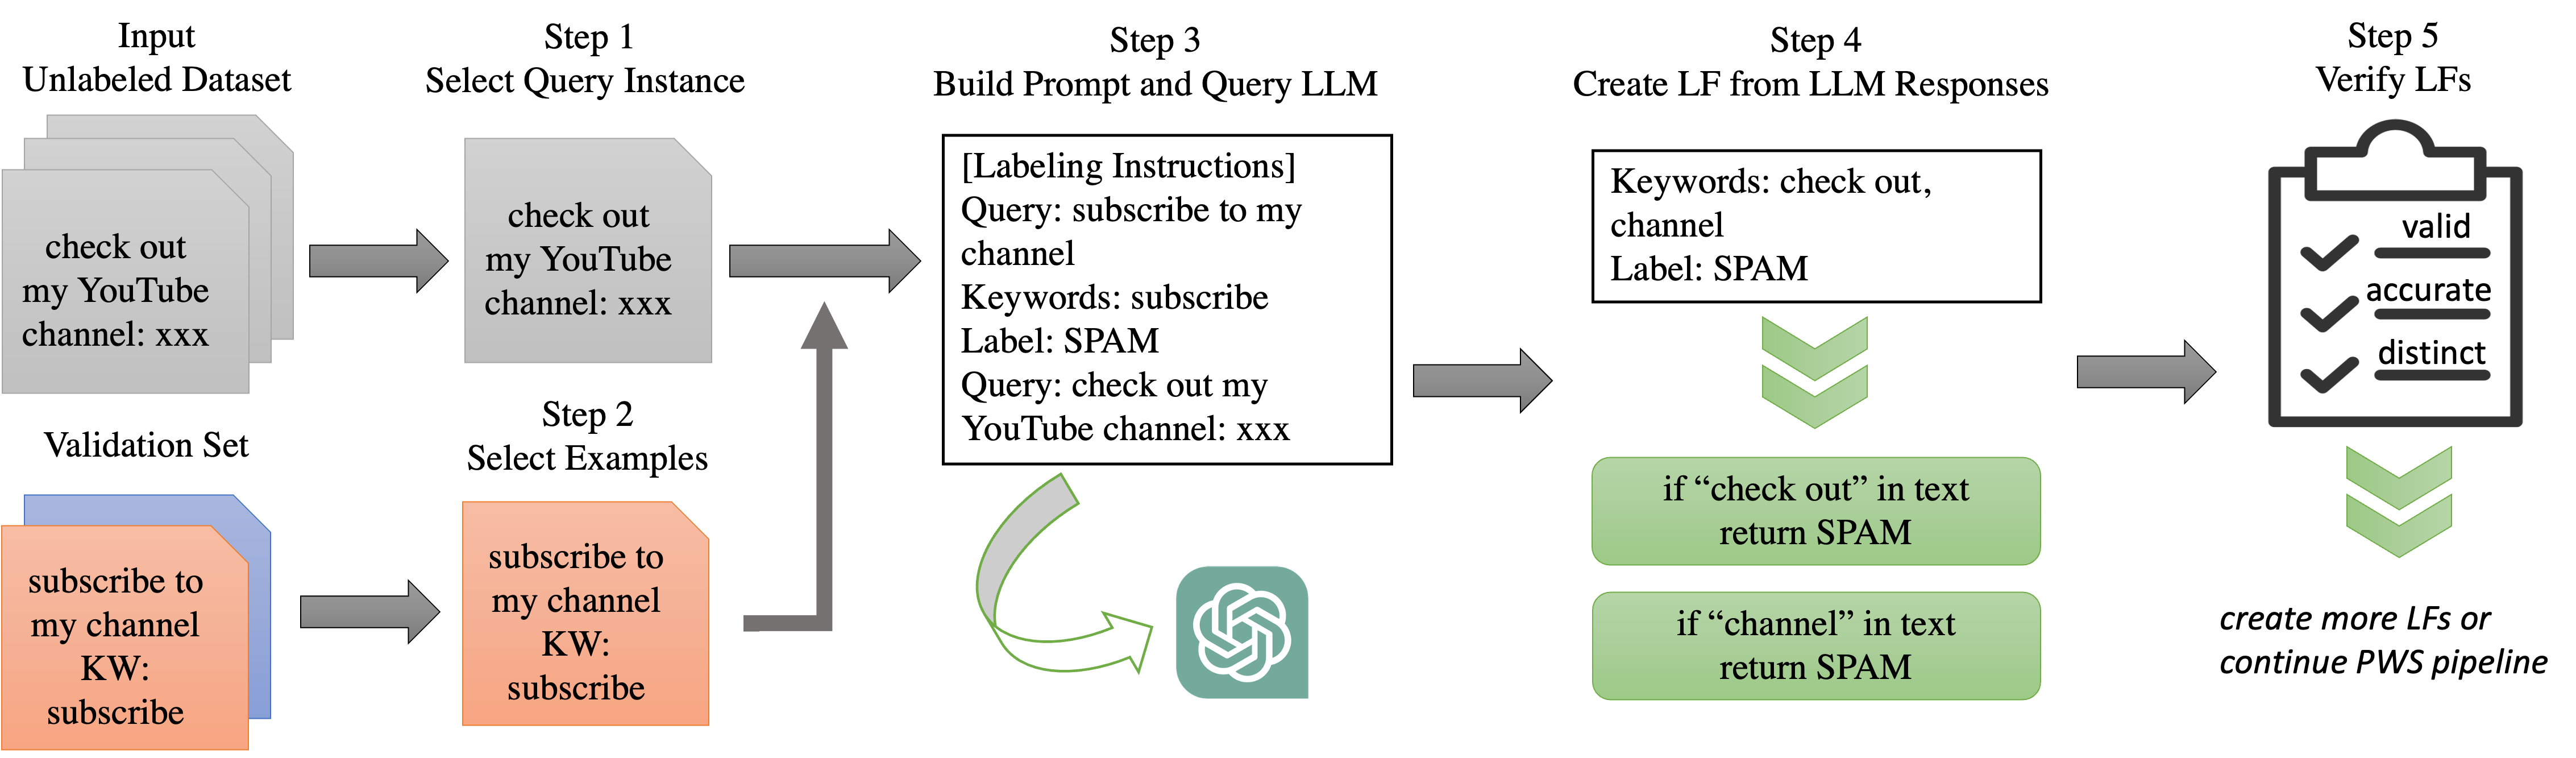 Input
Unlabeled Dataset
check out
my YouTube
channel: xxx
Validation Set
subscribe to
my channel
KW:
subscribe
Step 1
Select Query Instance
check out
my YouTube
channel: xxx
Step 2
Select Examples
subscribe to
my channel
KW:
subscribe
Step 3
Build Prompt and Query LLM
[Labeling Instructions]
Query: subscribe to my
channel
Keywords: subscribe
Label: SPAM
Query: check out my
YouTube channel: xxx
Step 4
Create LF from LLM Responses
Keywords: check out,
channel
Label: SPAM
if “check out” in text
return SPAM
if “channel” in text
return SPAM
Step 5
Verify LFs
valid
accurate
distinct
create more LFs or
continue PWS pipeline